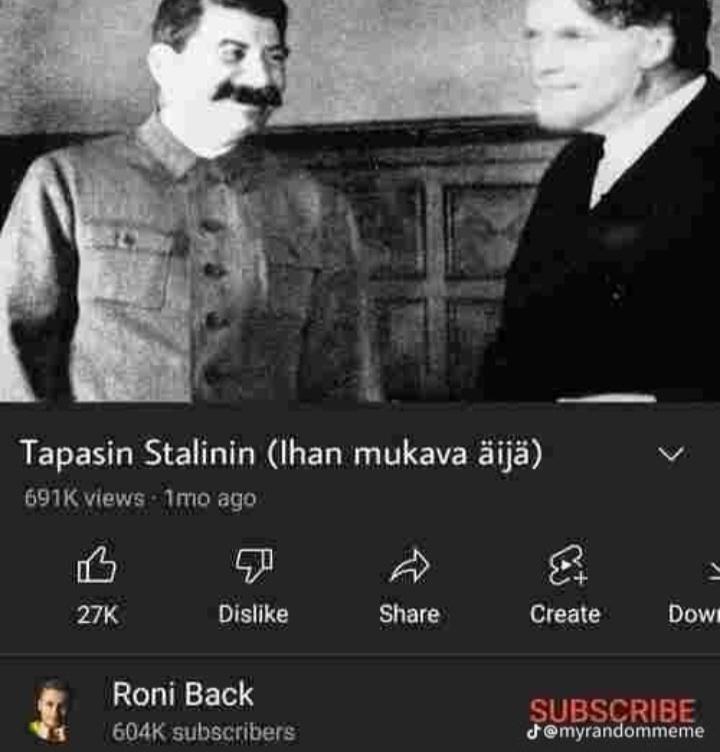 Tapasin Stalinin (Ihan mukava äijä)
691K views · 1mo ago
27K Dislike Share Create
Roni Back
604K subscribers
SUBSCRIBE
@myrandommeme